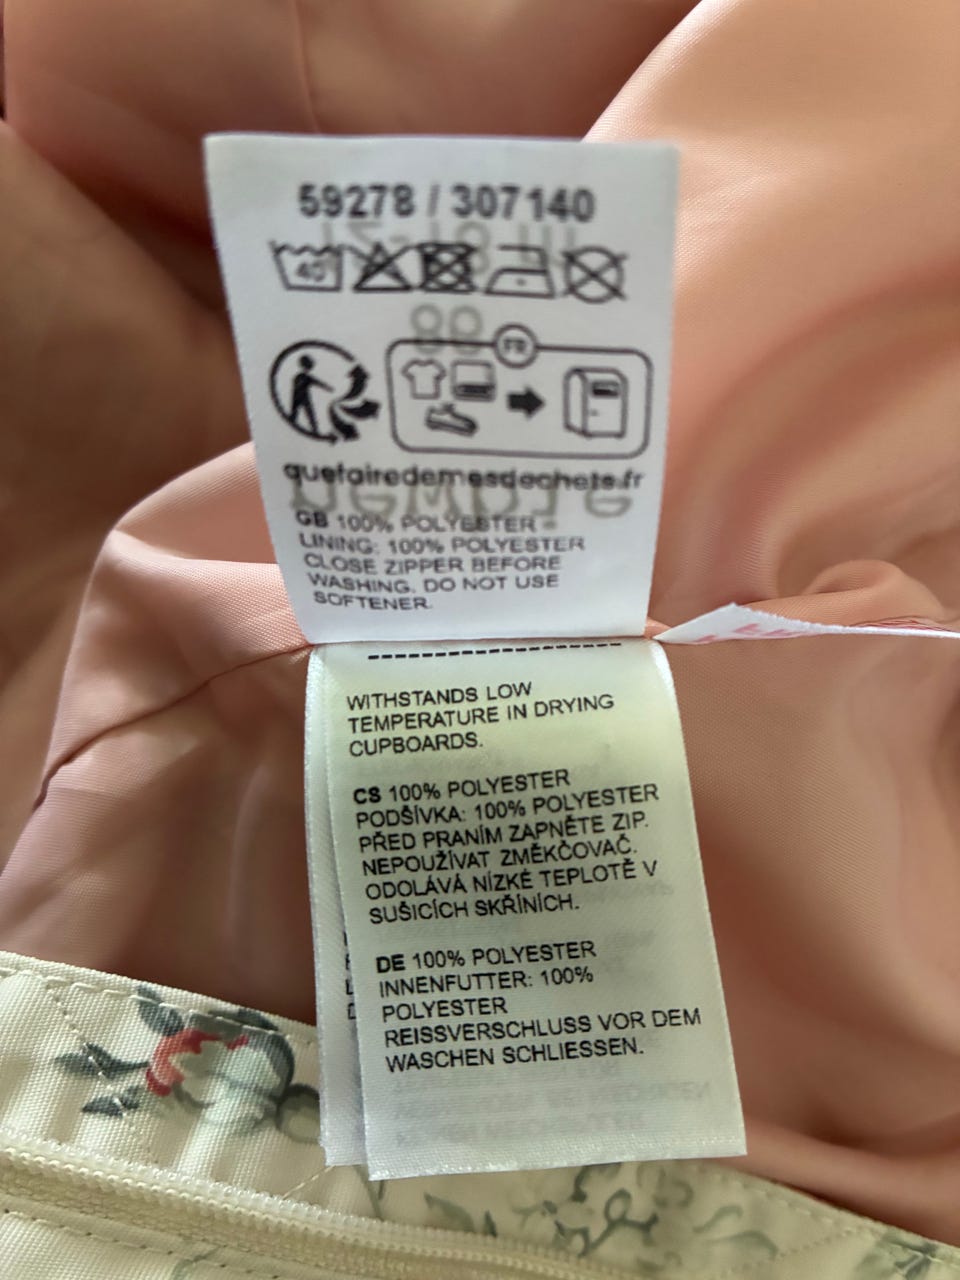 59278 / 307140
40°
FR
quefairedemesdechets.fr
GB 100% POLYESTER
LINING: 100% POLYESTER
CLOSE ZIPPER BEFORE
WASHING. DO NOT USE
SOFTENER.
WITHSTANDS LOW
TEMPERATURE IN DRYING
CUPBOARDS.
CS 100% POLYESTER
PODŠÍVKA: 100% POLYESTER
PŘED PRANÍM ZAPNĚTE ZIP.
NEPOUŽÍVAT ZMĚKČOVAČ.
ODOLÁVÁ NÍZKÉ TEPLOTĚ V
SUŠICÍCH SKŘÍNÍCH.
DE 100% POLYESTER
INNENFUTTER: 100%
POLYESTER
REISSVERSCHLUSS VOR DEM
WASCHEN SCHLIESSEN.